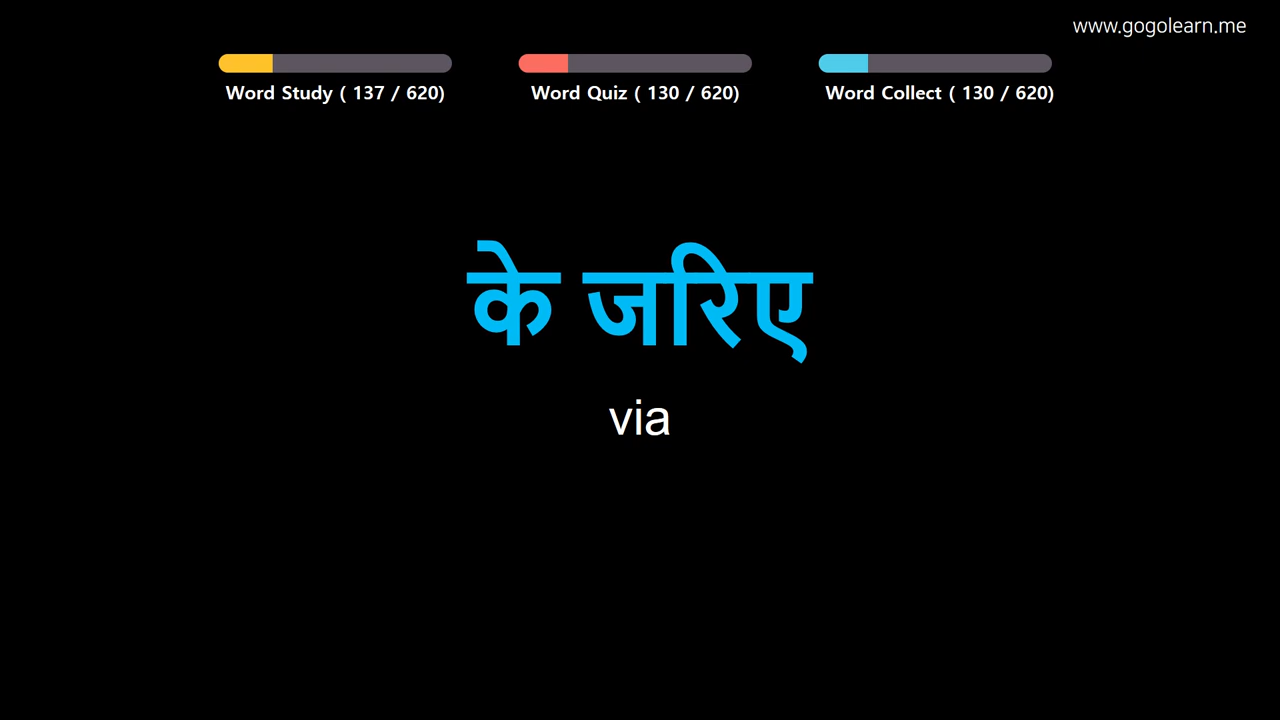 www.gogolearn.me
Word Study ( 137 / 620)
Word Quiz ( 130 / 620)
Word Collect ( 130 / 620)
के जरिए
via